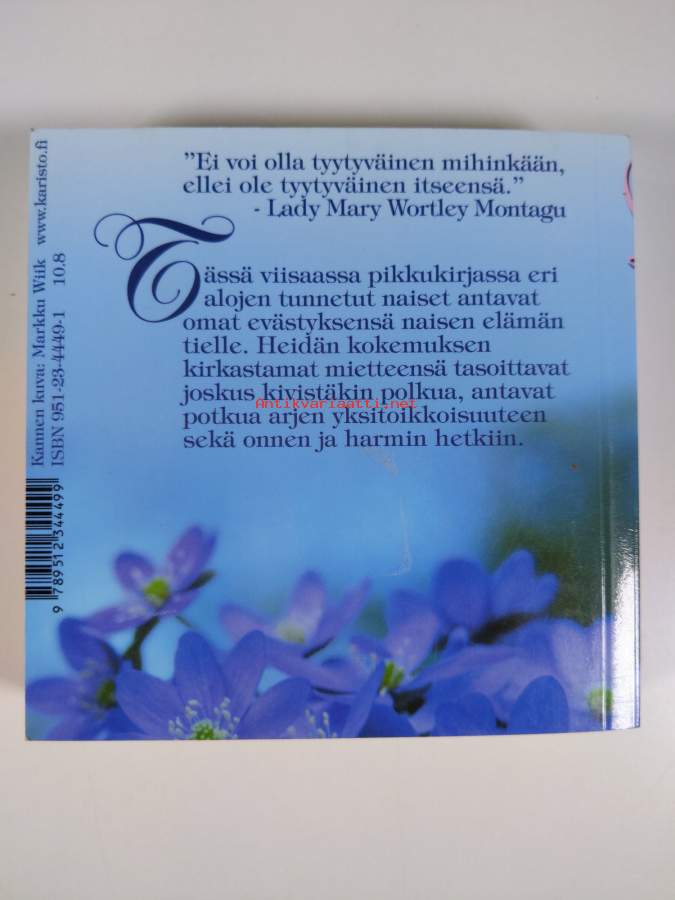 ”Ei voi olla tyytyväinen mihinkään,
ellei ole tyytyväinen itseensä.”
- Lady Mary Wortley Montagu
Tässä viisaassa pikkukirjassa eri
alojen tunnetut naiset antavat
omat evästyksensä naisen elämän
tielle. Heidän kokemuksen
kirkastamat mietteensä tasoittavat
joskus kivistäkin polkua, antavat
potkua arjen yksitoikkoisuuteen
sekä onnen ja harmin hetkiin.
Antikvariaatti.net
Kannen kuva: Markku Wiik www.karisto.fi
ISBN 951-23-4449-1 10.8
9 789512 344499